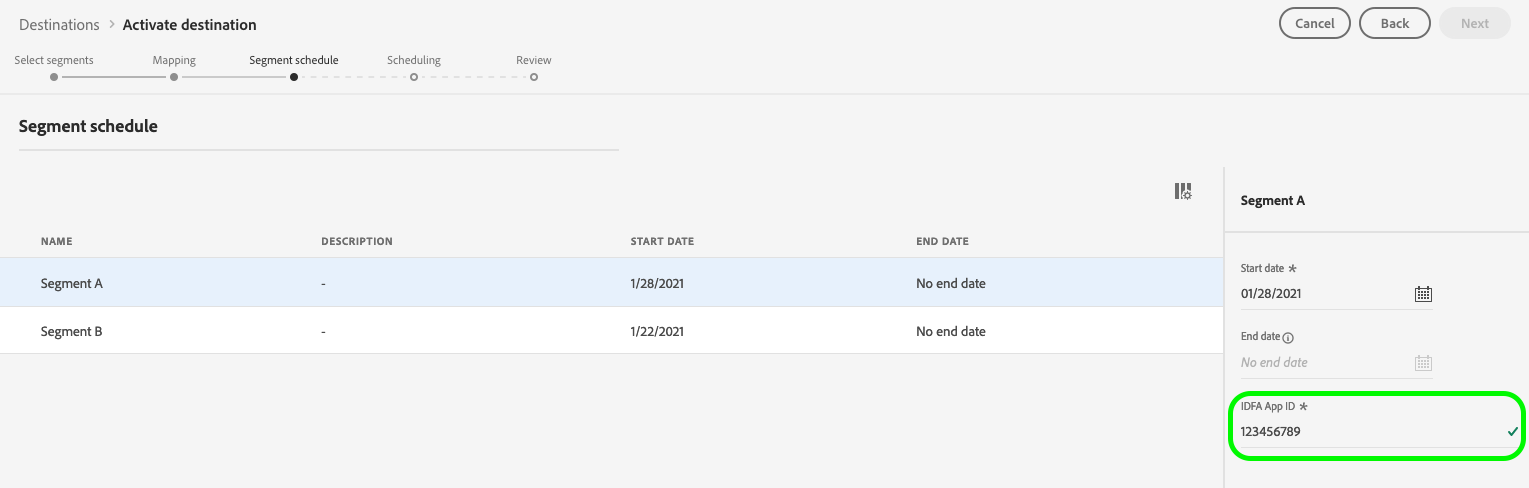 Destinations > Activate destination
Cancel
Back
Next
Select segments
Mapping
Segment schedule
Scheduling
Review
Segment schedule
NAME DESCRIPTION START DATE END DATE
Segment A - 1/28/2021 No end date
Segment B - 1/22/2021 No end date
Segment A
Start date *
01/28/2021
End date
No end date
IDFA App ID *
123456789